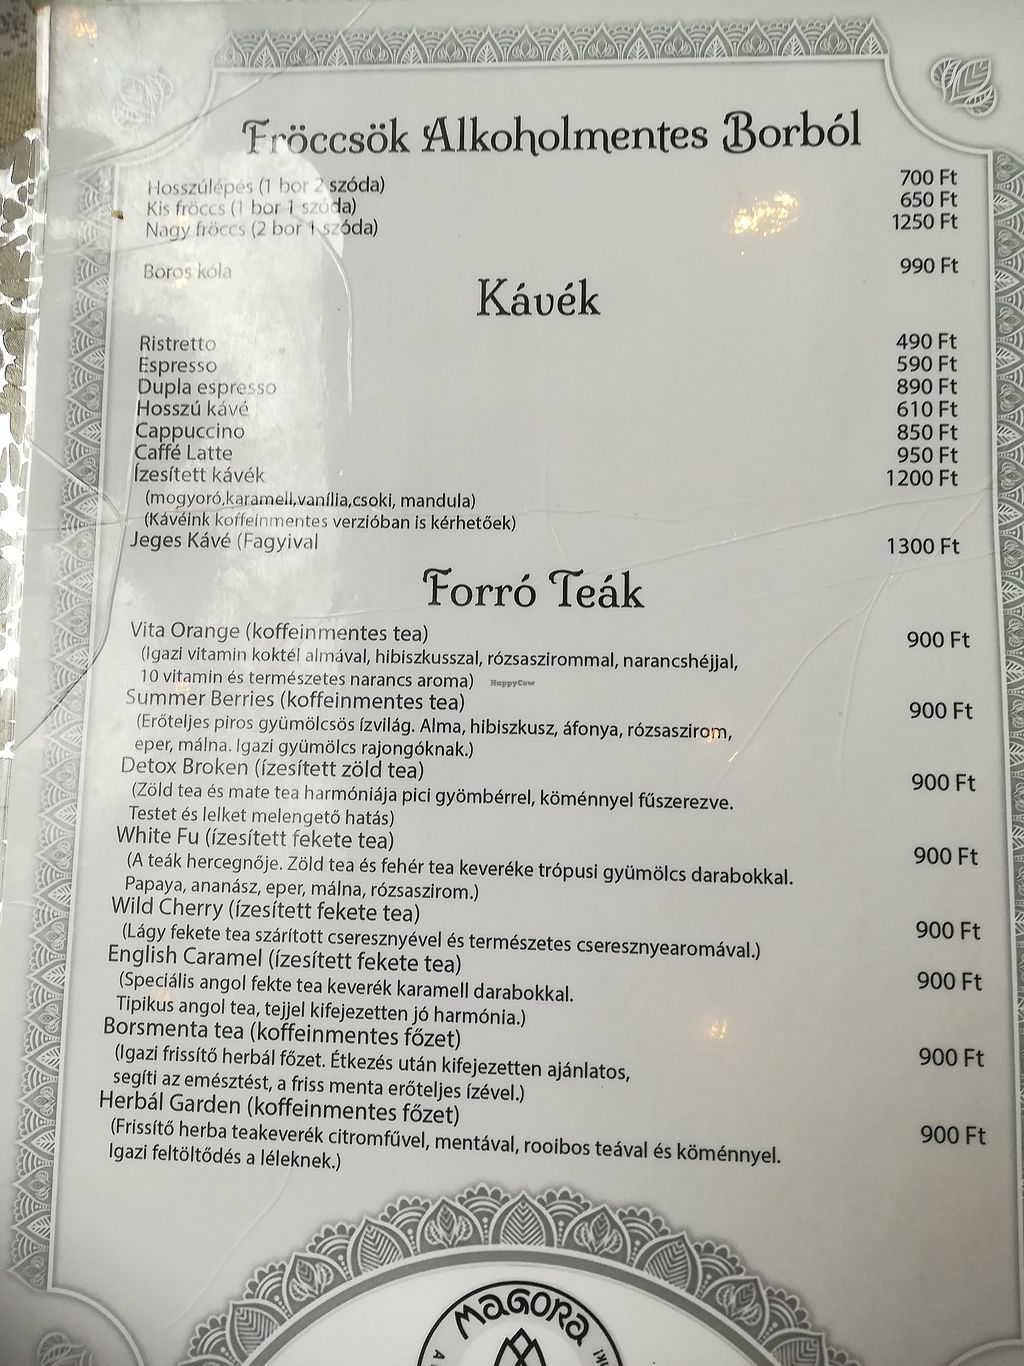 Fröccsök Alkoholmentes Borból
Hosszúlépés (1 bor 2 szóda) 700 Ft
Kis fröccs (1 bor 1 szóda) 650 Ft
Nagy fröccs (2 bor 1 szóda) 1250 Ft
Boros kóla 990 Ft
Kávék
Ristretto 490 Ft
Espresso 590 Ft
Dupla espresso 890 Ft
Hosszú kávé 610 Ft
Cappuccino 850 Ft
Caffé Latte 950 Ft
Ízesített kávék 1200 Ft
(mogyoró,karamell,vanília,csoki, mandula)
(Kávéink koffeinmentes verzióban is kérhetőek)
Jeges Kávé (Fagyival 1300 Ft
Forró Teák
Vita Orange (koffeinmentes tea) 900 Ft
(Igazi vitamin koktél almával, hibiszkusszal, rózsaszirommal, narancshéjjal,
10 vitamin és természetes narancs aroma) HappyCow
Summer Berries (koffeinmentes tea) 900 Ft
(Erőteljes piros gyümölcsös ízvilág. Alma, hibiszkusz, áfonya, rózsaszirom,
eper, málna. Igazi gyümölcs rajongóknak.)
Detox Broken (ízesített zöld tea) 900 Ft
(Zöld tea és mate tea harmóniája pici gyömbérrel, köménnyel fűszerezve.
Testet és lelket melengető hatás)
White Fu (ízesített fekete tea) 900 Ft
(A teák hercegnője. Zöld tea és fehér tea keveréke trópusi gyümölcs darabokkal.
Papaya, ananász, eper, málna, rózsaszirom.)
Wild Cherry (ízesített fekete tea) 900 Ft
(Lágy fekete tea szárított cseresznyével és természetes cseresznyearomával.)
English Caramel (ízesített fekete tea) 900 Ft
(Speciális angol fekte tea keverék karamell darabokkal.
Tipikus angol tea, tejjel kifejezetten jó harmónia.)
Borsmenta tea (koffeinmentes főzet) 900 Ft
(Igazi frissítő herbál főzet. Étkezés után kifejezetten ajánlatos,
segíti az emésztést, a friss menta erőteljes ízével.)
Herbál Garden (koffeinmentes főzet) 900 Ft
(Frissítő herba teakeverék citromfűvel, mentával, rooibos teával és köménnyel.
Igazi feltöltődés a léleknek.)
MAGORA